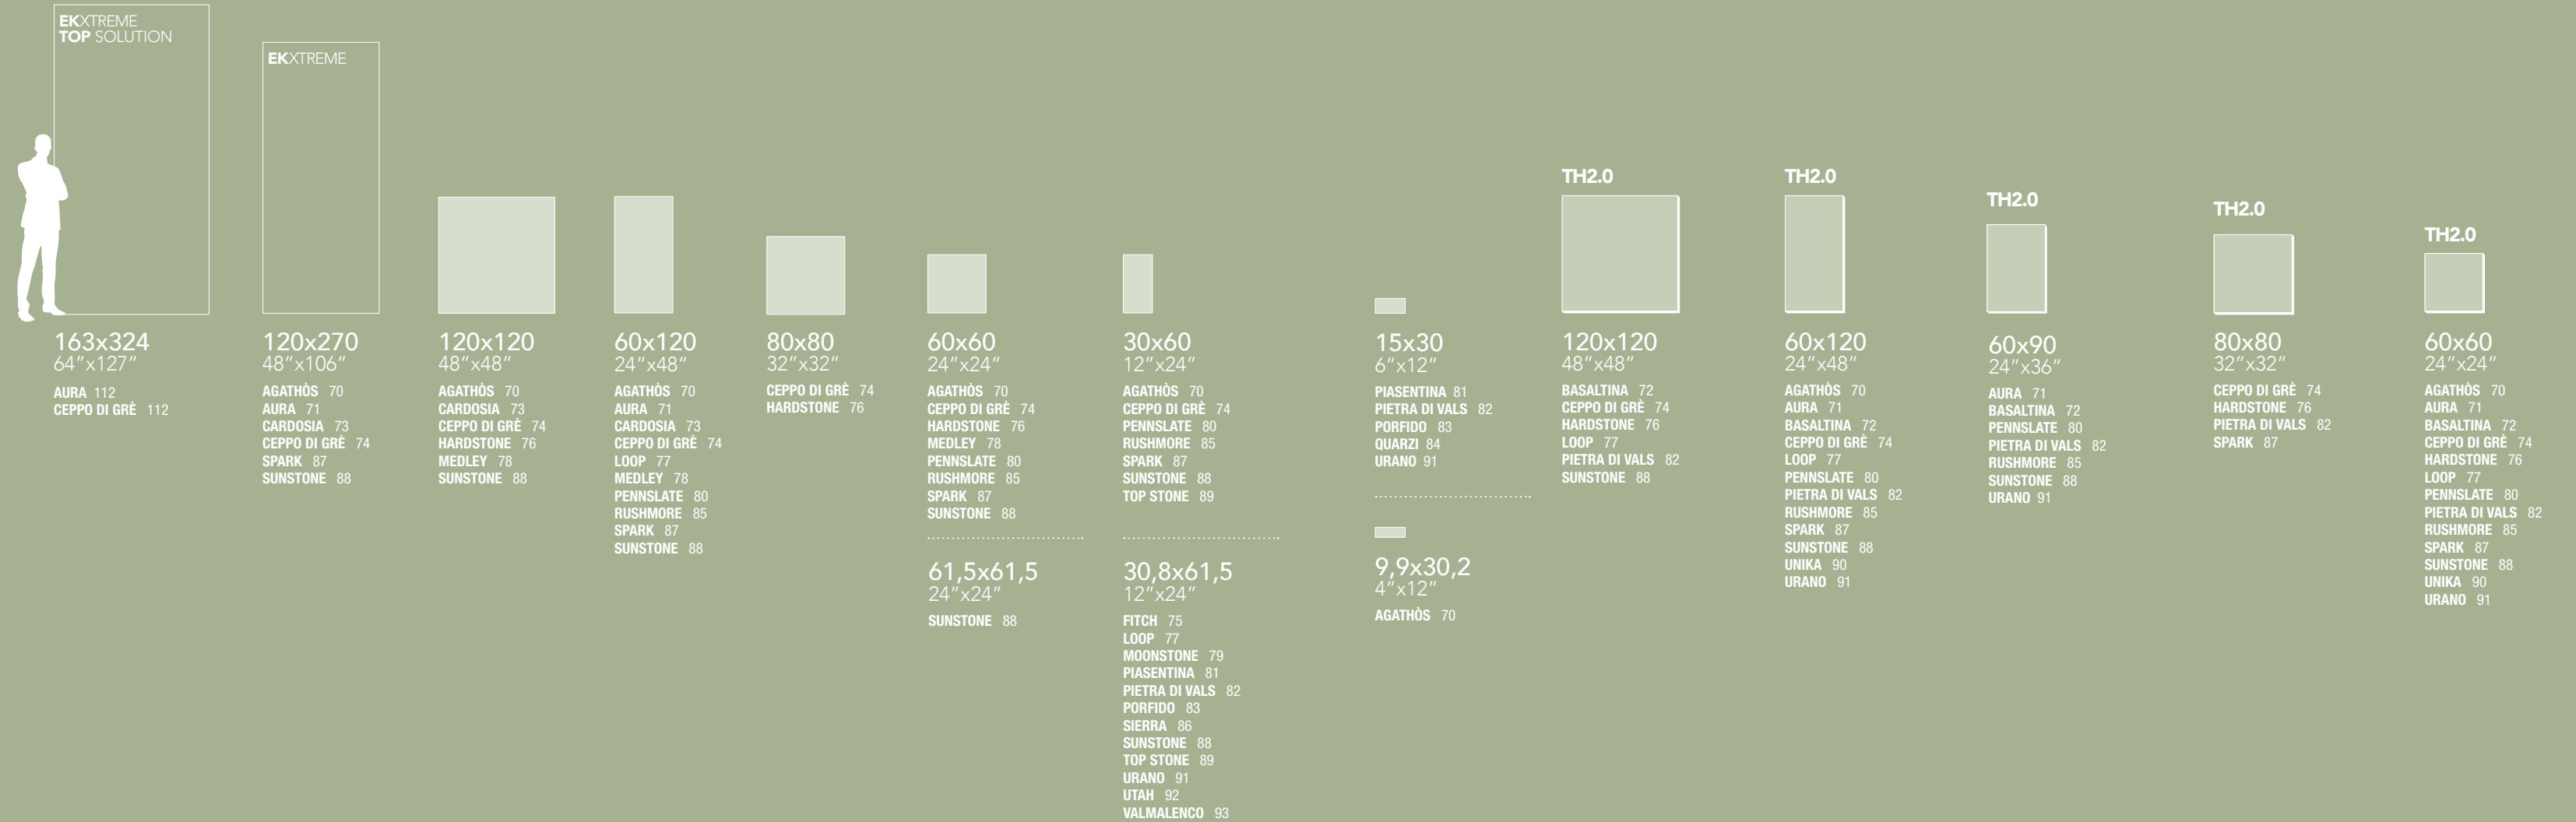 EKXTREME
TOP SOLUTION
163x324
64”x127”
AURA 112
CEPPO DI GRÈ 112
EKXTREME
120x270
48”x106”
AGATHÒS 70
AURA 71
CARDOSIA 73
CEPPO DI GRÈ 74
SPARK 87
SUNSTONE 88
120x120
48”x48”
AGATHÒS 70
CARDOSIA 73
CEPPO DI GRÈ 74
HARDSTONE 76
MEDLEY 78
SUNSTONE 88
60x120
24”x48”
AGATHÒS 70
AURA 71
CARDOSIA 73
CEPPO DI GRÈ 74
LOOP 77
MEDLEY 78
PENNSLATE 80
RUSHMORE 85
SPARK 87
SUNSTONE 88
80x80
32”x32”
CEPPO DI GRÈ 74
HARDSTONE 76
60x60
24”x24”
AGATHÒS 70
CEPPO DI GRÈ 74
HARDSTONE 76
MEDLEY 78
PENNSLATE 80
RUSHMORE 85
SPARK 87
SUNSTONE 88
61,5x61,5
24”x24”
SUNSTONE 88
30x60
12”x24”
AGATHÒS 70
CEPPO DI GRÈ 74
PENNSLATE 80
RUSHMORE 85
SPARK 87
SUNSTONE 88
TOP STONE 89
30,8x61,5
12”x24”
FITCH 75
LOOP 77
MOONSTONE 79
PIASENTINA 81
PIETRA DI VALS 82
PORFIDO 83
SIERRA 86
SUNSTONE 88
TOP STONE 89
URANO 91
UTAH 92
VALMALENCO 93
15x30
6”x12”
PIASENTINA 81
PIETRA DI VALS 82
PORFIDO 83
QUARZI 84
URANO 91
9,9x30,2
4”x12”
AGATHÒS 70
TH2.0
120x120
48”x48”
BASALTINA 72
CEPPO DI GRÈ 74
HARDSTONE 76
LOOP 77
PIETRA DI VALS 82
SUNSTONE 88
TH2.0
60x120
24”x48”
AGATHÒS 70
AURA 71
BASALTINA 72
CEPPO DI GRÈ 74
LOOP 77
PENNSLATE 80
PIETRA DI VALS 82
RUSHMORE 85
SPARK 87
SUNSTONE 88
UNIKA 90
URANO 91
TH2.0
60x90
24”x36”
AURA 71
BASALTINA 72
PENNSLATE 80
PIETRA DI VALS 82
RUSHMORE 85
SUNSTONE 88
URANO 91
TH2.0
80x80
32”x32”
CEPPO DI GRÈ 74
HARDSTONE 76
PIETRA DI VALS 82
SPARK 87
TH2.0
60x60
24”x24”
AGATHÒS 70
AURA 71
BASALTINA 72
CEPPO DI GRÈ 74
HARDSTONE 76
LOOP 77
PENNSLATE 80
PIETRA DI VALS 82
RUSHMORE 85
SPARK 87
SUNSTONE 88
UNIKA 90
URANO 91